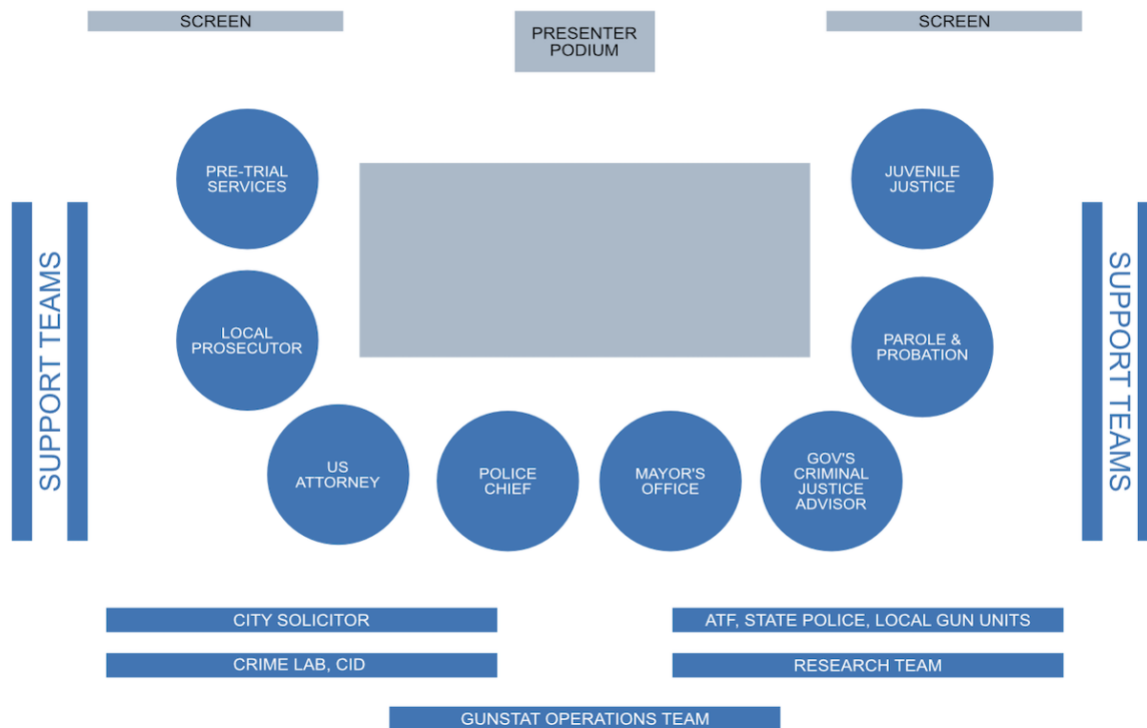 SCREEN
PRESENTER
PODIUM
SCREEN
PRE-TRIAL
SERVICES
JUVENILE
JUSTICE
SUPPORT TEAMS
SUPPORT TEAMS
LOCAL
PROSECUTOR
PAROLE &
PROBATION
US
ATTORNEY
POLICE
CHIEF
MAYOR'S
OFFICE
GOV'S
CRIMINAL
JUSTICE
ADVISOR
CITY SOLICITOR
ATF, STATE POLICE, LOCAL GUN UNITS
CRIME LAB, CID
RESEARCH TEAM
GUNSTAT OPERATIONS TEAM